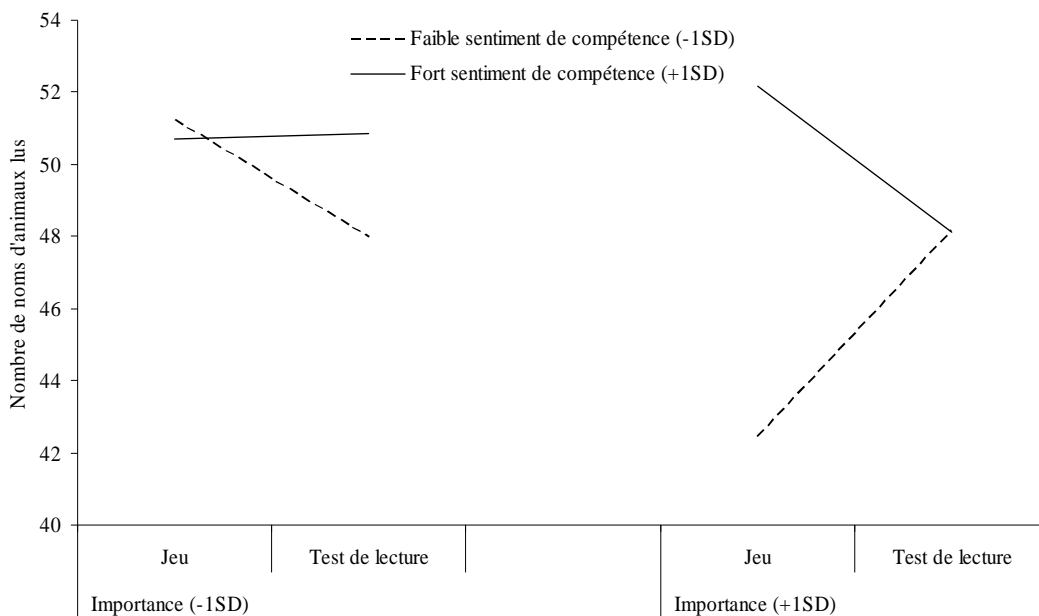 54
52
50
48
46
44
42
40
Nombre de noms d'animaux lus
Faible sentiment de compétence (-1SD)
Fort sentiment de compétence (+1SD)
Jeu
Test de lecture
Jeu
Test de lecture
Importance (-1SD)
Importance (+1SD)